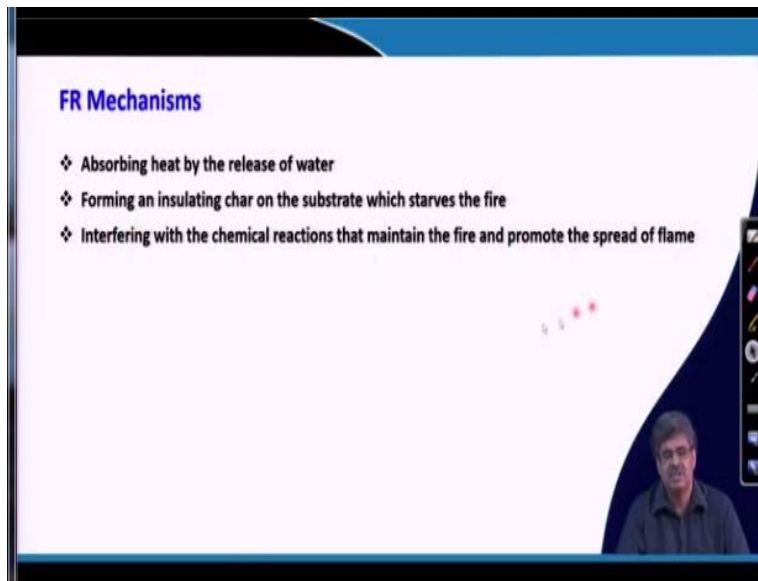 FR Mechanisms
❖ Absorbing heat by the release of water
❖ Forming an insulating char on the substrate which starves the fire
❖ Interfering with the chemical reactions that maintain the fire and promote the spread of flame